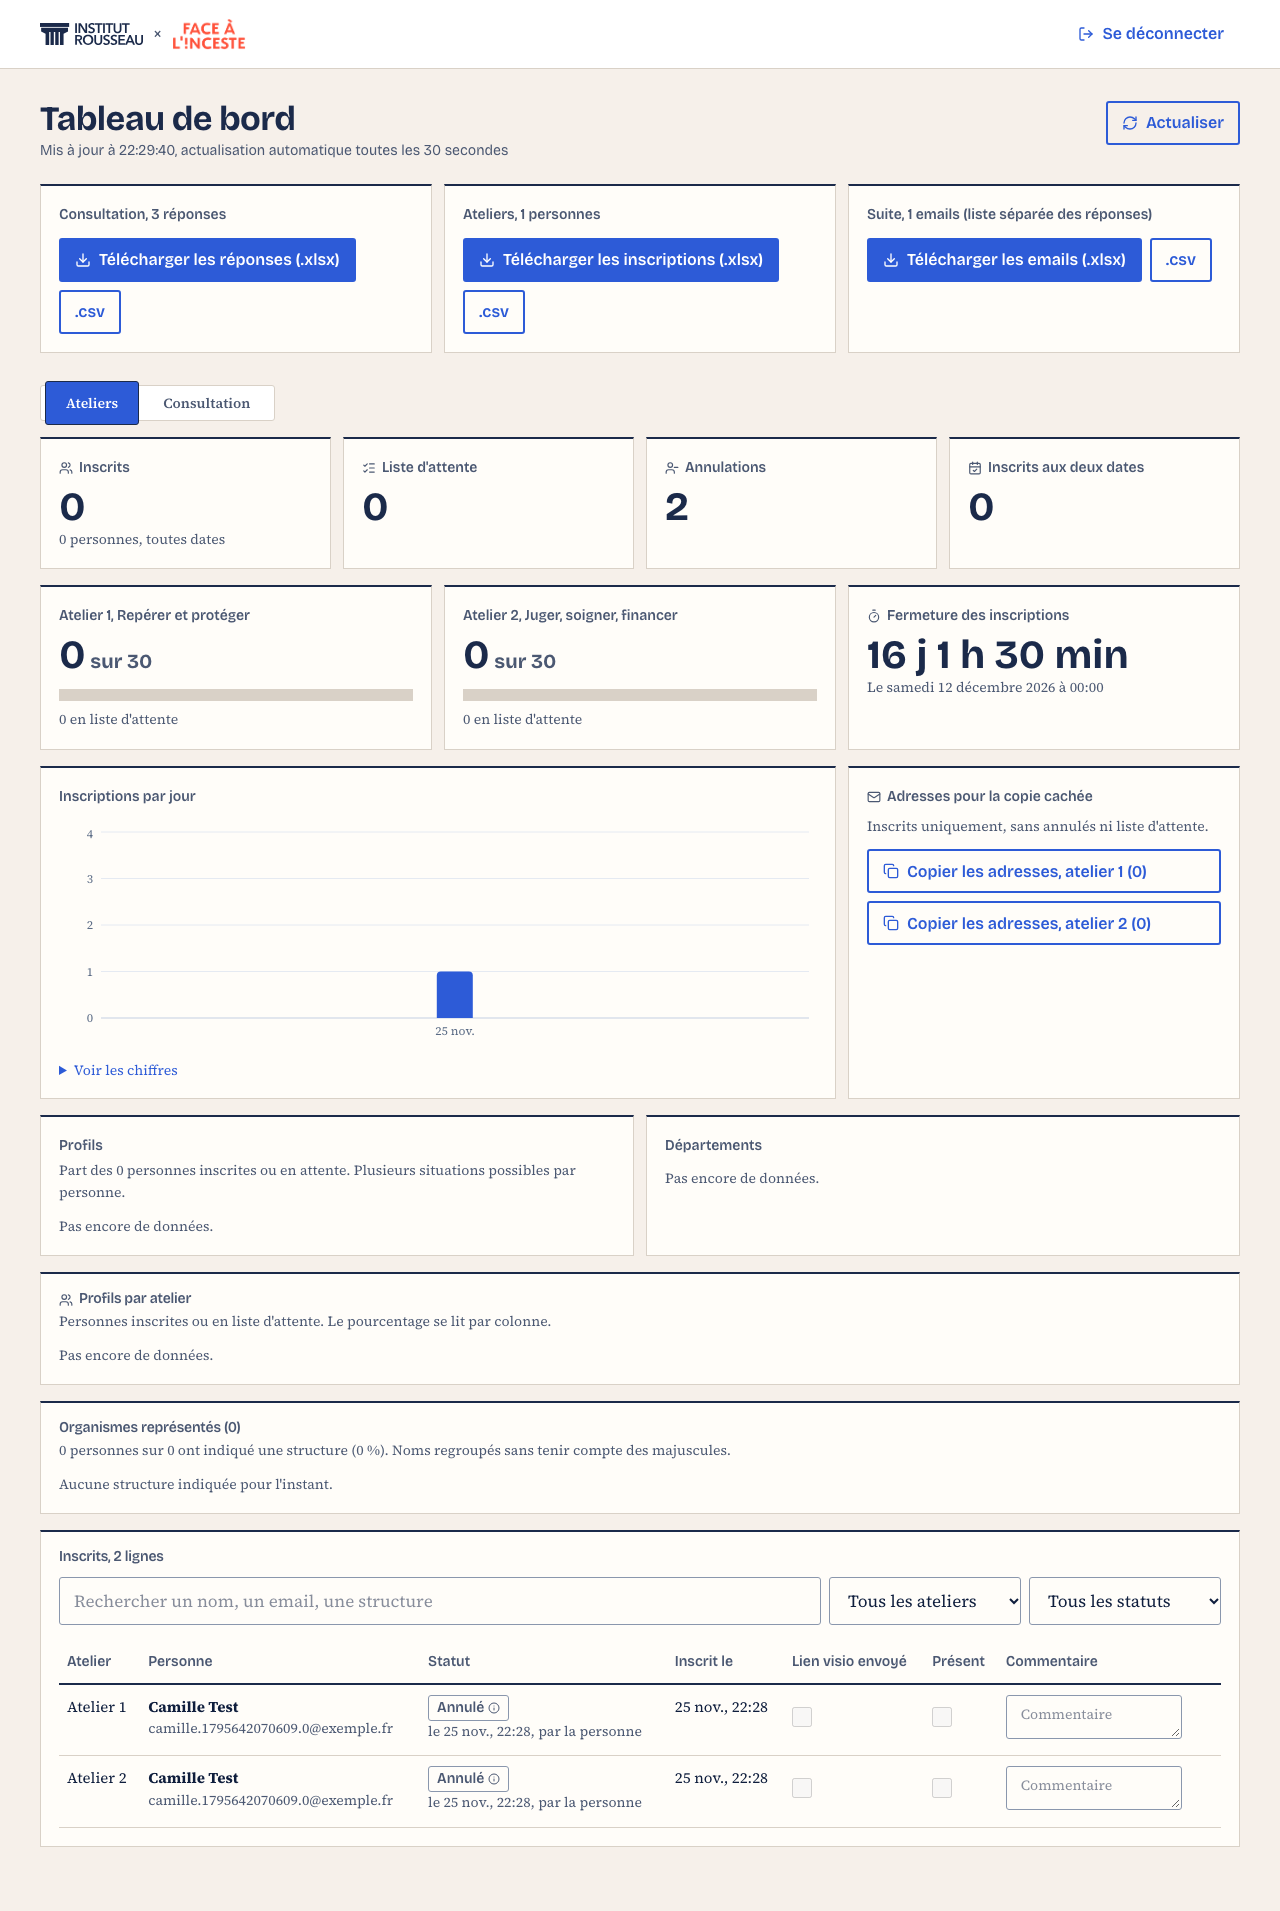 INSTITUT ROUSSEAU × FACE À L'INCESTE
Se déconnecter
Tableau de bord
Actualiser
Mis à jour à 22:29:40, actualisation automatique toutes les 30 secondes
Consultation, 3 réponses
Télécharger les réponses (.xlsx)
.csv
Ateliers, 1 personnes
Télécharger les inscriptions (.xlsx)
.csv
Suite, 1 emails (liste séparée des réponses)
Télécharger les emails (.xlsx)
.csv
Ateliers
Consultation
Inscrits
0
0 personnes, toutes dates
Liste d'attente
0
Annulations
2
Inscrits aux deux dates
0
Atelier 1, Repérer et protéger
0 sur 30
0 en liste d'attente
Atelier 2, Juger, soigner, financer
0 sur 30
0 en liste d'attente
Fermeture des inscriptions
16 j 1 h 30 min
Le samedi 12 décembre 2026 à 00:00
Inscriptions par jour
4
3
2
1
0
25 nov.
Voir les chiffres
Adresses pour la copie cachée
Inscrits uniquement, sans annulés ni liste d'attente.
Copier les adresses, atelier 1 (0)
Copier les adresses, atelier 2 (0)
Profils
Part des 0 personnes inscrites ou en attente. Plusieurs situations possibles par
personne.
Pas encore de données.
Départements
Pas encore de données.
Profils par atelier
Personnes inscrites ou en liste d'attente. Le pourcentage se lit par colonne.
Pas encore de données.
Organismes représentés (0)
0 personnes sur 0 ont indiqué une structure (0 %). Noms regroupés sans tenir compte des majuscules.
Aucune structure indiquée pour l'instant.
Inscrits, 2 lignes
Rechercher un nom, un email, une structure
Tous les ateliers
Tous les statuts
Atelier Personne Statut Inscrit le Lien visio envoyé Présent Commentaire
Atelier 1 Camille Test Annulé 25 nov., 22:28 Commentaire
camille.1795642070609.0@exemple.fr le 25 nov., 22:28, par la personne
Atelier 2 Camille Test Annulé 25 nov., 22:28 Commentaire
camille.1795642070609.0@exemple.fr le 25 nov., 22:28, par la personne